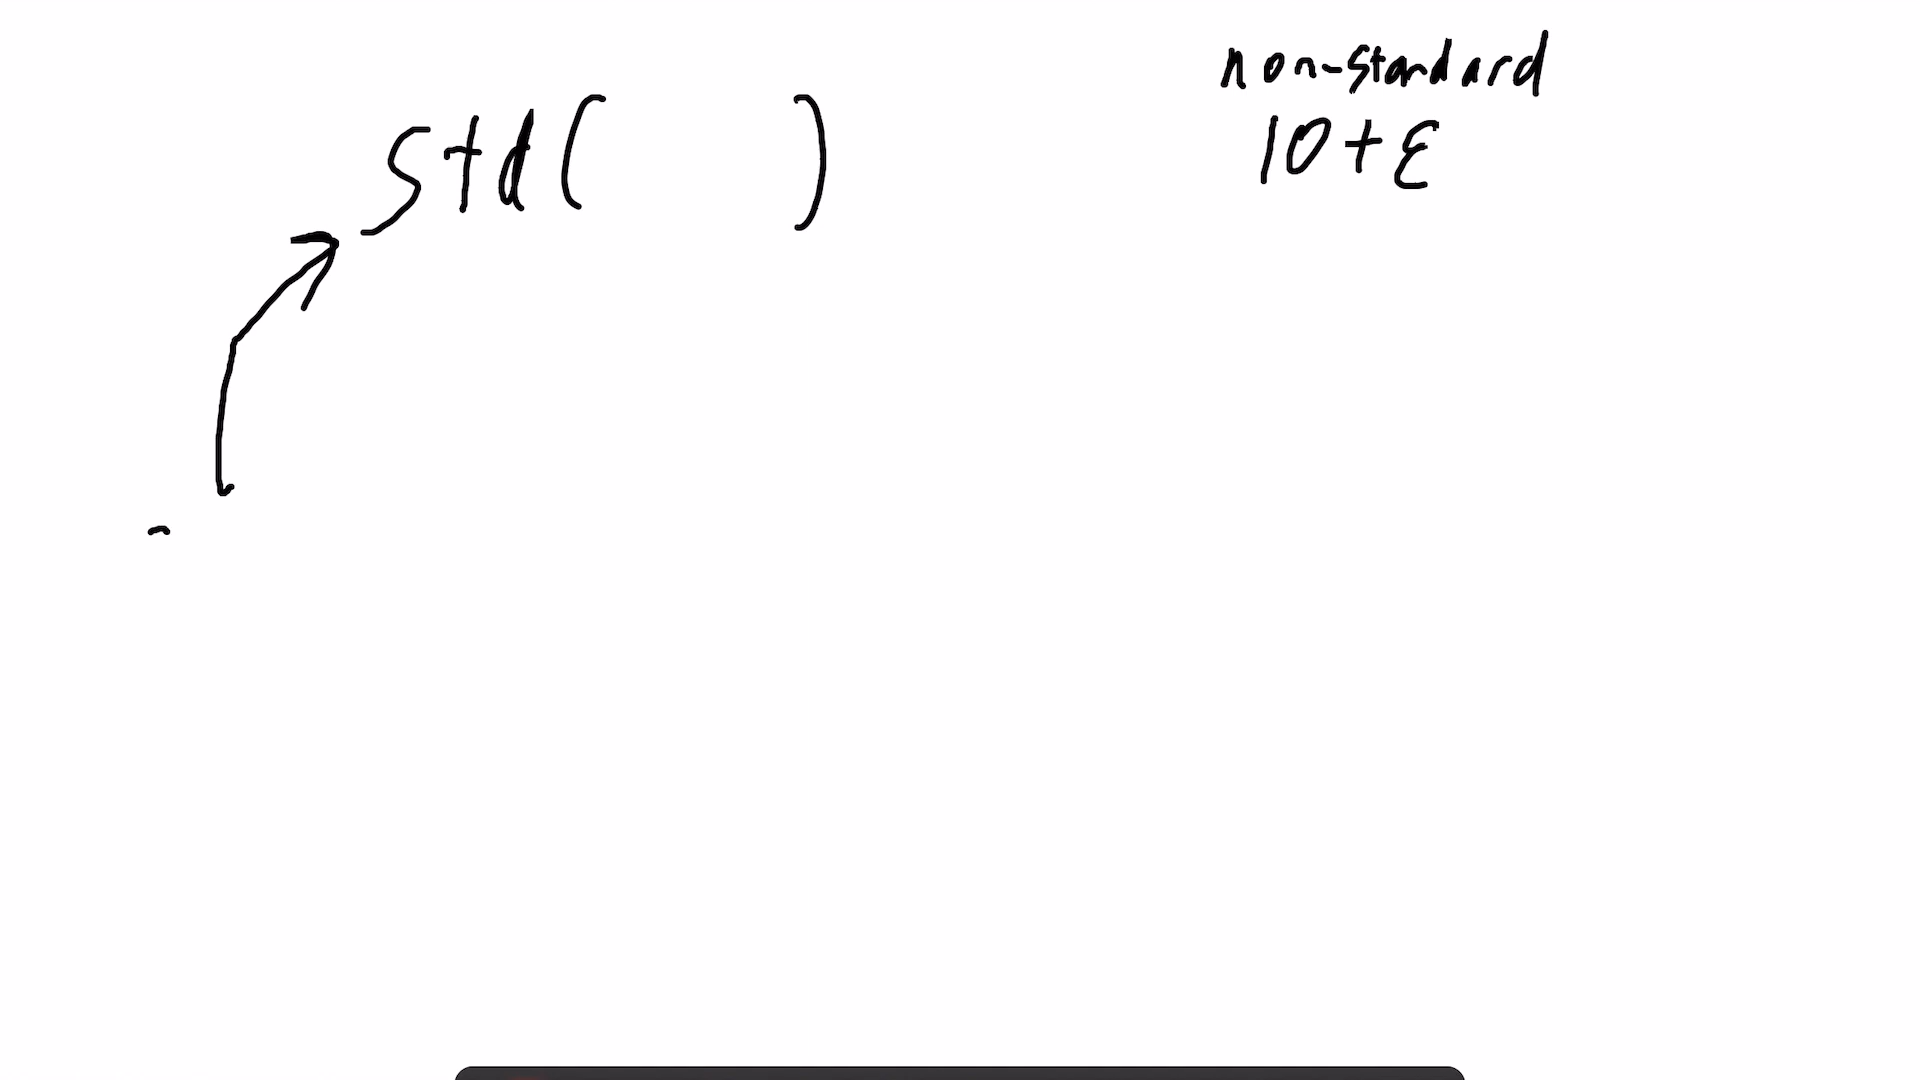 non-standard
std( )
10+ε